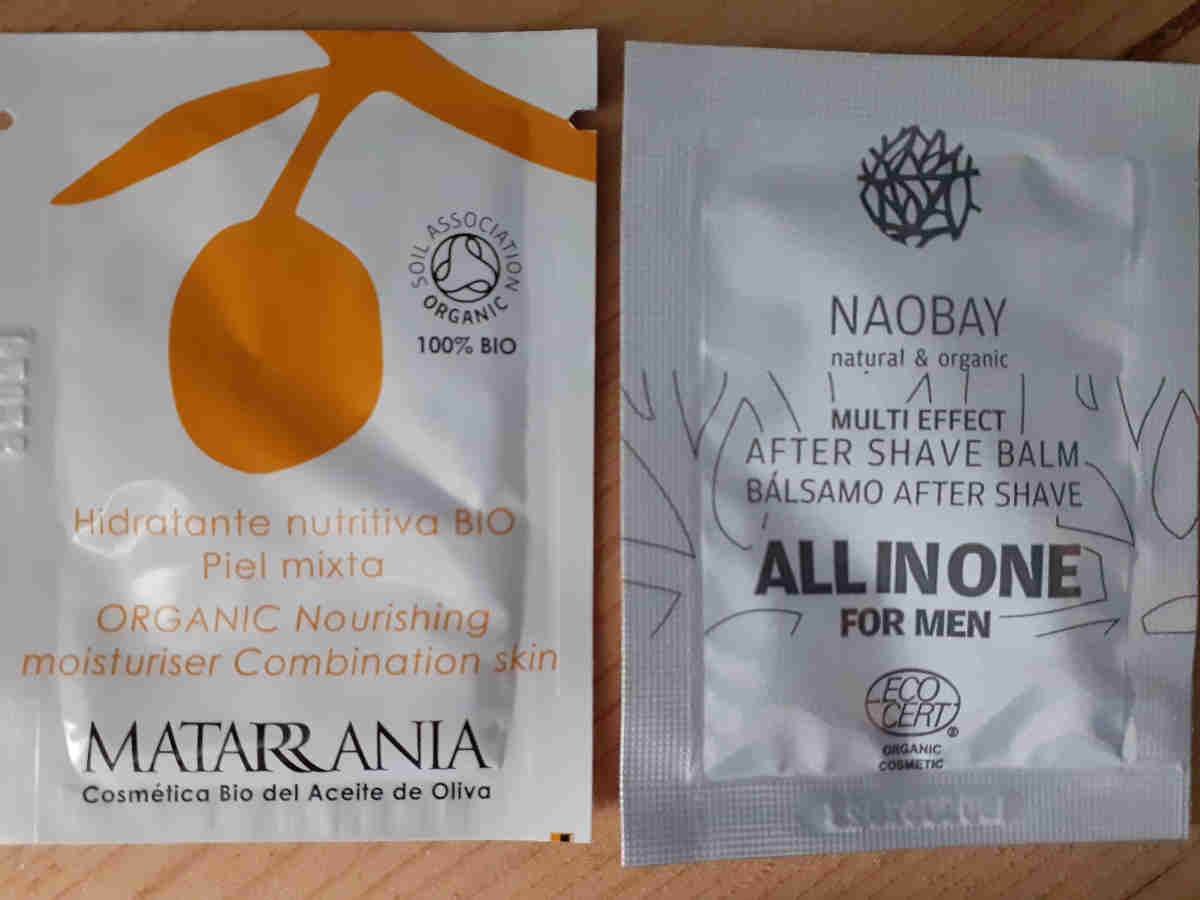 SOIL ASSOCIATION
ORGANIC
100% BIO
Hidratante nutritiva BIO
Piel mixta
ORGANIC Nourishing
moisturiser Combination skin
MATARRANIA
Cosmética Bio del Aceite de Oliva
NAOBAY
natural & organic
MULTI EFFECT
AFTER SHAVE BALM
BÁLSAMO AFTER SHAVE
ALL IN ONE
FOR MEN
ECO
CERT®
ORGANIC
COSMETIC